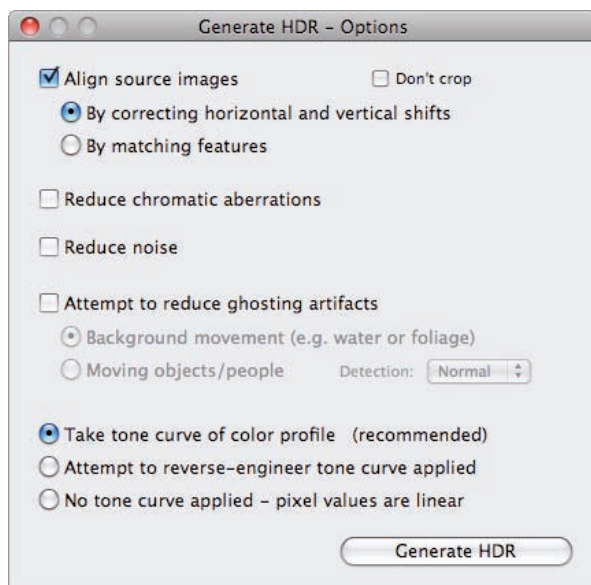 Generate HDR – Options
Align source images Don't crop
By correcting horizontal and vertical shifts
By matching features
Reduce chromatic aberrations
Reduce noise
Attempt to reduce ghosting artifacts
Background movement (e.g. water or foliage)
Moving objects/people Detection: Normal
Take tone curve of color profile (recommended)
Attempt to reverse-engineer tone curve applied
No tone curve applied – pixel values are linear
Generate HDR